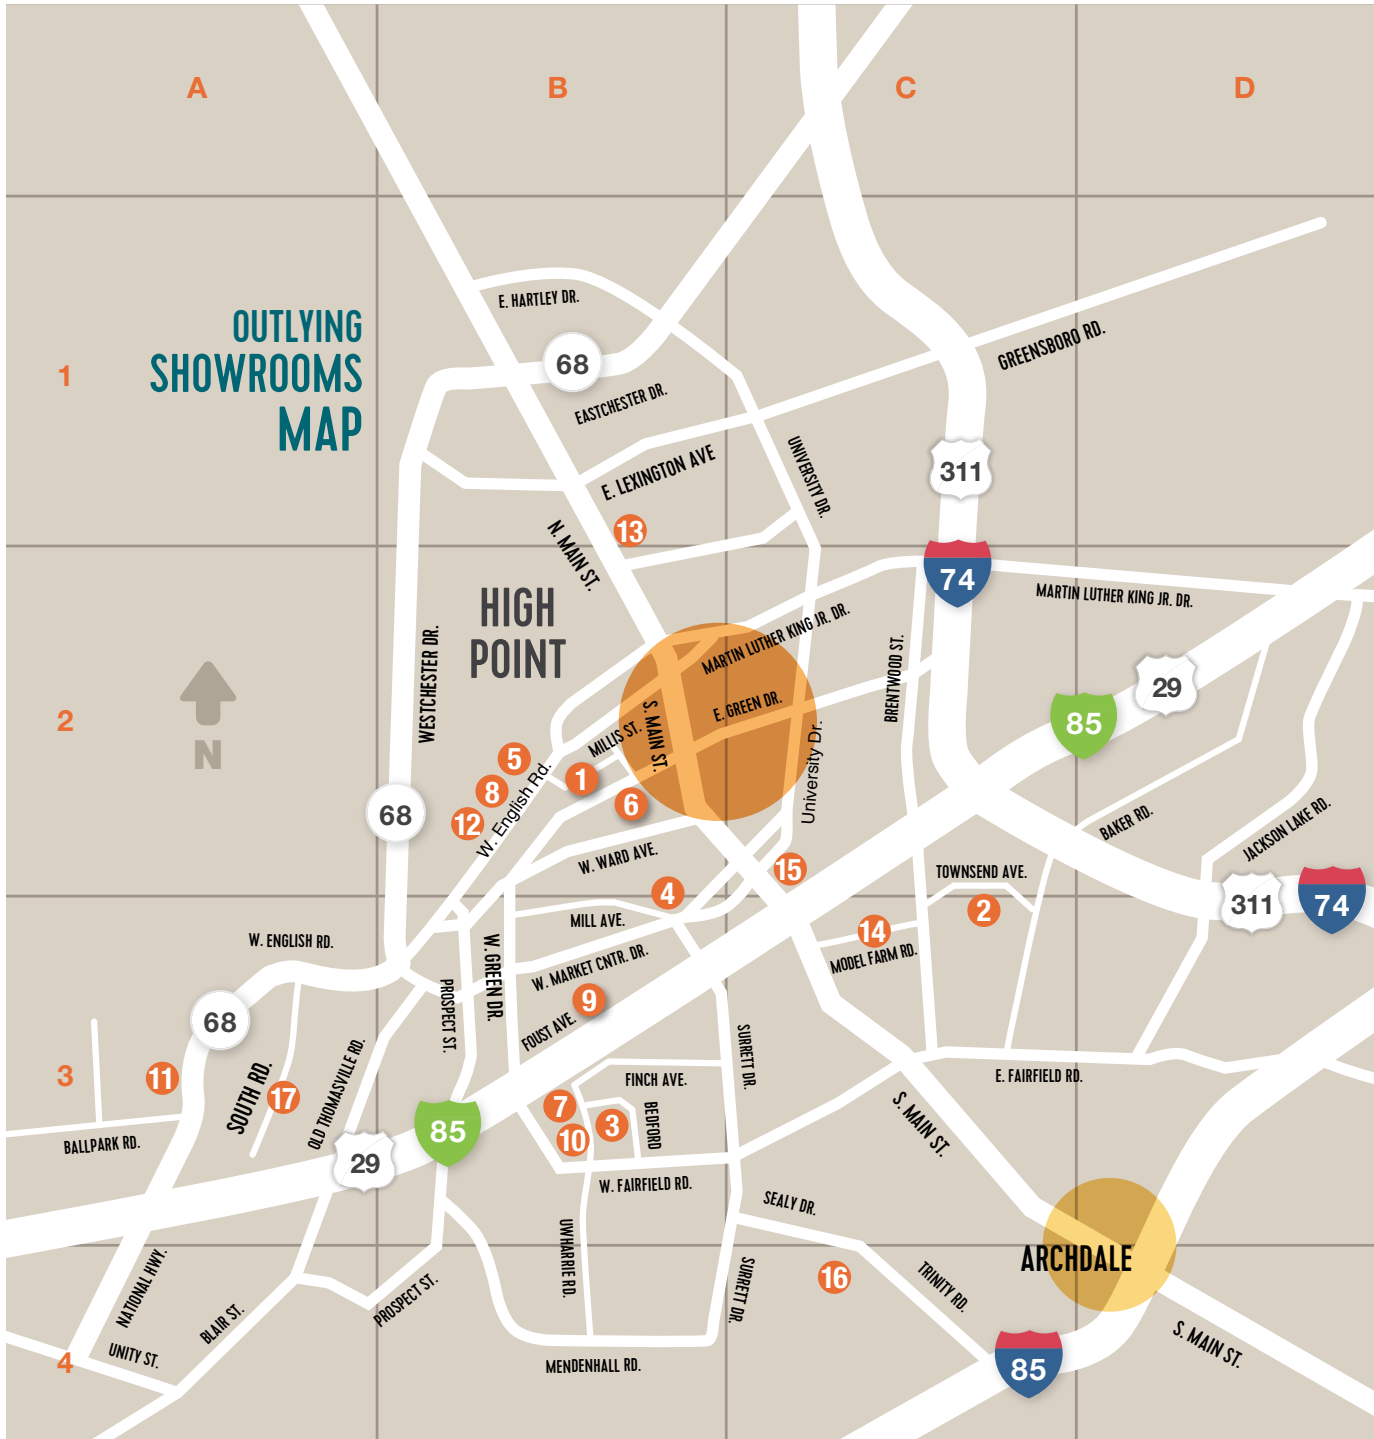 A
B
C
D
E. HARTLEY DR.
OUTLYING
SHOWROOMS
MAP
1
68
GREENSBORO RD.
EASTCHESTER DR.
E. LEXINGTON AVE
UNIVERSITY DR.
311
13
N. MAIN ST.
74
HIGH
POINT
MARTIN LUTHER KING JR. DR.
MARTIN LUTHER KING JR. DR.
WESTCHESTER DR.
BRENTWOOD ST.
29
85
2
N
S. MAIN ST.
E. GREEN DR.
MILLIS ST.
University Dr.
5
1
8
6
12
W. English Rd.
68
BAKER RD.
JACKSON LAKE RD.
W. WARD AVE.
15
TOWNSEND AVE.
4
2
311
74
MILL AVE.
14
MODEL FARM RD.
W. ENGLISH RD.
W. GREEN DR.
W. MARKET CNTR. DR.
9
PROSPECT ST.
68
FOUST AVE.
SURRETT DR.
3
11
SOUTH RD.
17
OLD THOMASVILLE RD.
FINCH AVE.
E. FAIRFIELD RD.
7
BEDFORD
3
10
85
S. MAIN ST.
BALLPARK RD.
29
W. FAIRFIELD RD.
SEALY DR.
UWHARRIE RD.
ARCHDALE
16
NATIONAL HWY.
SURRETT DR.
TRINITY RD.
BLAIR ST.
PROSPECT ST.
UNITY ST.
4
MENDENHALL RD.
85
S. MAIN ST.